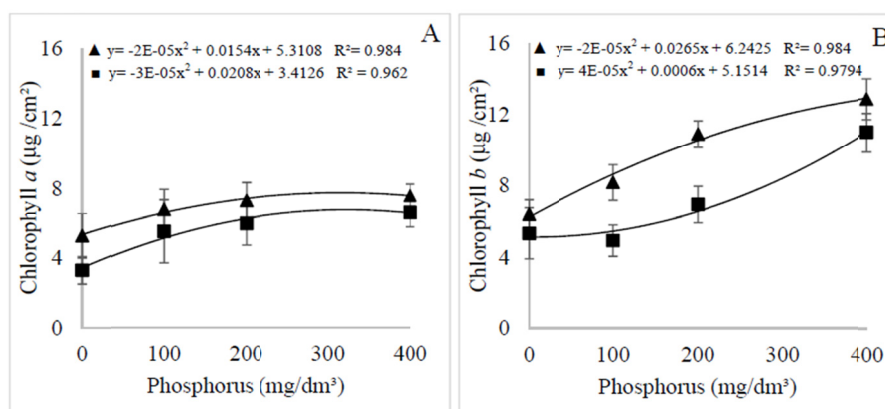 A
▲ y= -2E-05x² + 0.0154x + 5.3108 R²= 0.984
■ y= -3E-05x² + 0.0208x + 3.4126 R² = 0.962
16
12
8
4
0
Chlorophyll a (µg /cm²)
0 100 200 300 400
Phosphorus (mg/dm³)
B
▲ y= -2E-05x² + 0.0265x + 6.2425 R²= 0.984
■ y= 4E-05x² + 0.0006x + 5.1514 R² = 0.9794
16
12
8
4
0
Chlorophyll b (µg /cm²)
0 100 200 300 400
Phosphorus (mg/dm³)